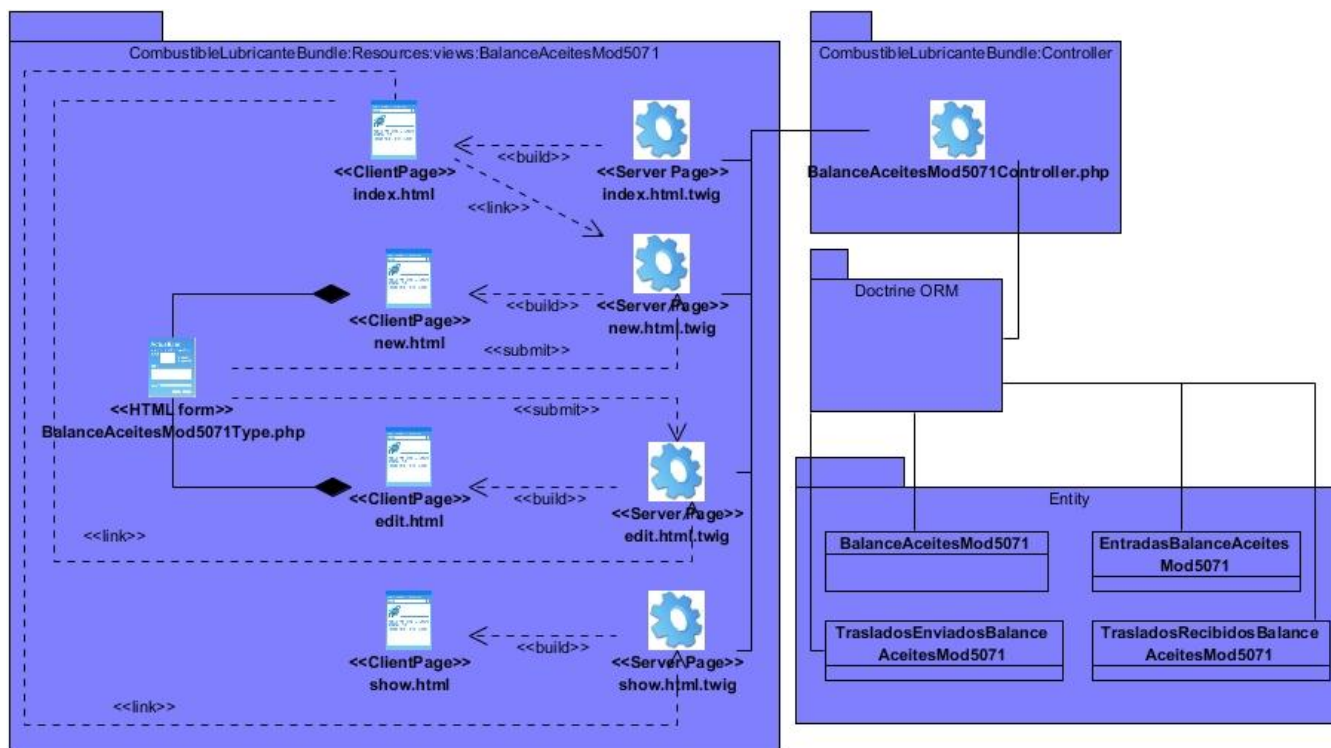 CombustibleLubricanteBundle:Resources:views:BalanceAceitesMod5071
<<ClientPage>>
index.html
<<build>>
<<Server Page>>
index.html.twig
<<link>>
<<ClientPage>>
new.html
<<build>>
<<Server Page>>
new.html.twig
<<submit>>
<<HTML form>>
BalanceAceitesMod5071Type.php
<<submit>>
<<ClientPage>>
edit.html
<<build>>
<<Server Page>>
edit.html.twig
<<link>>
<<ClientPage>>
show.html
<<build>>
<<Server Page>>
show.html.twig
<<link>>
CombustibleLubricanteBundle:Controller
BalanceAceitesMod5071Controller.php
Doctrine ORM
Entity
BalanceAceitesMod5071
EntradasBalanceAceites
Mod5071
TrasladosEnviadosBalance
AceitesMod5071
TrasladosRecibidosBalance
AceitesMod5071